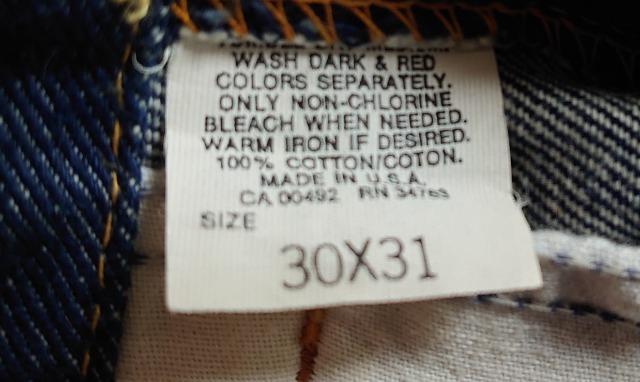 WASH DARK & RED
COLORS SEPARATELY.
ONLY NON-CHLORINE
BLEACH WHEN NEEDED.
WARM IRON IF DESIRED.
100% COTTON/COTON.
MADE IN U.S.A.
CA 00492 RN
SIZE
30X31